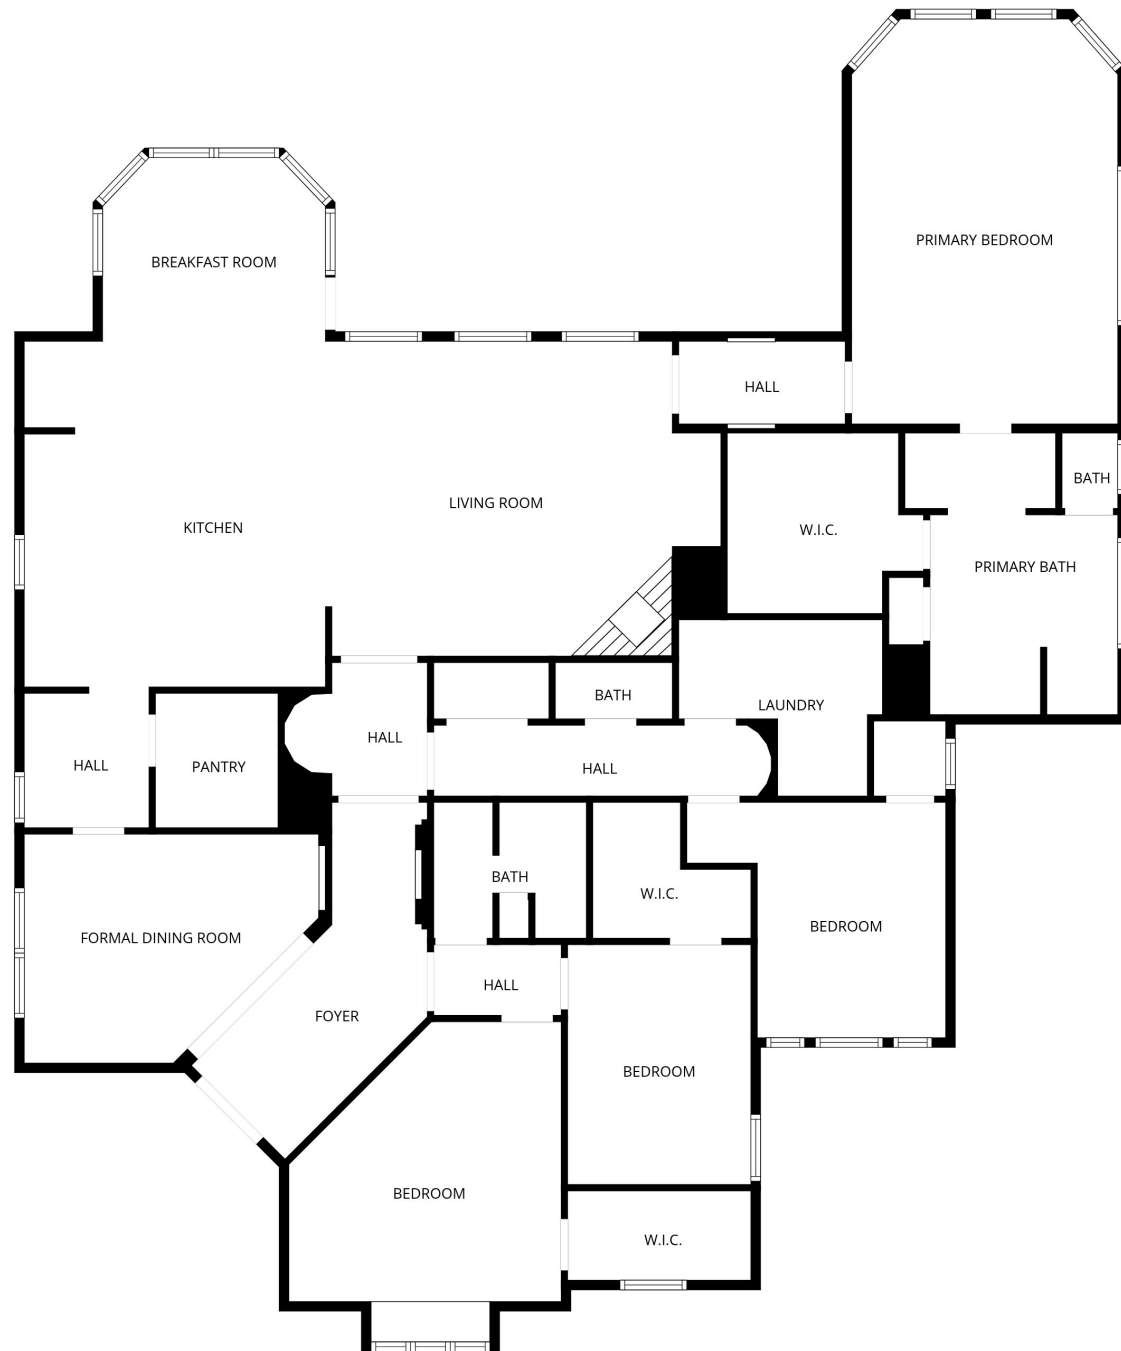 PRIMARY BEDROOM
BREAKFAST ROOM
HALL
BATH
LIVING ROOM
KITCHEN
W.I.C.
PRIMARY BATH
BATH
LAUNDRY
HALL
HALL
PANTRY
HALL
BATH
W.I.C.
BEDROOM
FORMAL DINING ROOM
HALL
FOYER
BEDROOM
BEDROOM
W.I.C.